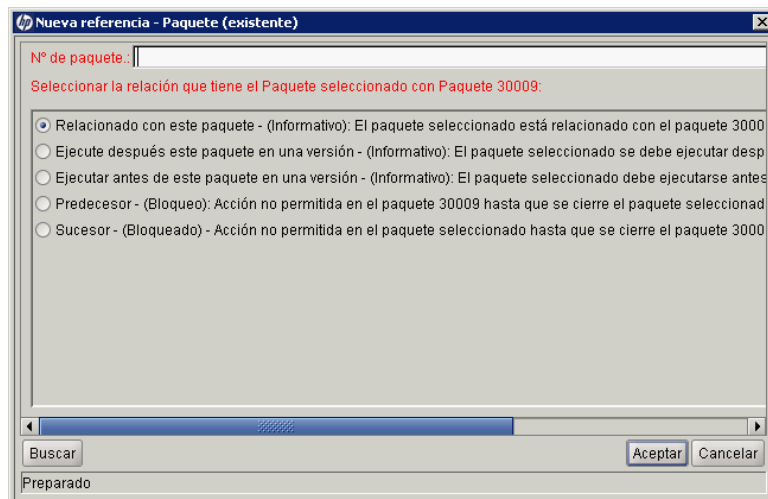 hp Nueva referencia - Paquete (existente)
Nº de paquete.:
Seleccionar la relación que tiene el Paquete seleccionado con Paquete 30009:
Relacionado con este paquete - (Informativo): El paquete seleccionado está relacionado con el paquete 3000
Ejecute después este paquete en una versión - (Informativo): El paquete seleccionado se debe ejecutar desp
Ejecutar antes de este paquete en una versión - (Informativo): El paquete seleccionado debe ejecutarse antes
Predecesor - (Bloqueo): Acción no permitida en el paquete 30009 hasta que se cierre el paquete seleccionad
Sucesor - (Bloqueado) - Acción no permitida en el paquete seleccionado hasta que se cierre el paquete 3000
Buscar Aceptar Cancelar
Preparado